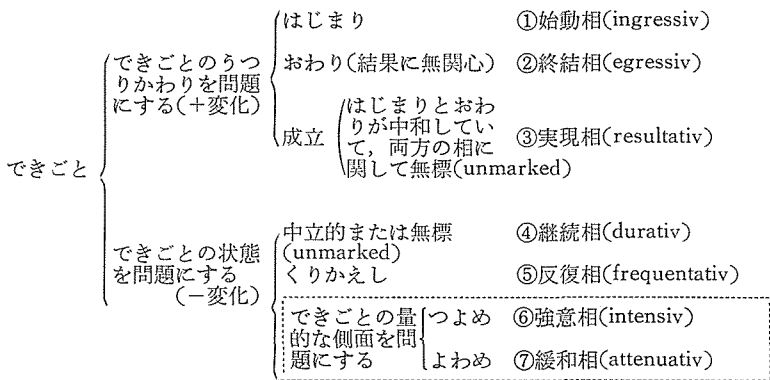 できごと
できごとのうつ
りかわりを問題
にする(＋変化)
はじまり ①始動相(ingressiv)
おわり(結果に無関心) ②終結相(egressiv)
成立
はじまりとおわ
りが中和してい
て，両方の相に
関して無標(unmarked)
③実現相(resultativ)
できごとの状態
を問題にする
(－変化)
中立的または無標
(unmarked)
④継続相(durativ)
くりかえし ⑤反復相(frequentativ)
できごとの量
的な側面を問
題にする
つよめ ⑥強意相(intensiv)
よわめ ⑦緩和相(attenuativ)